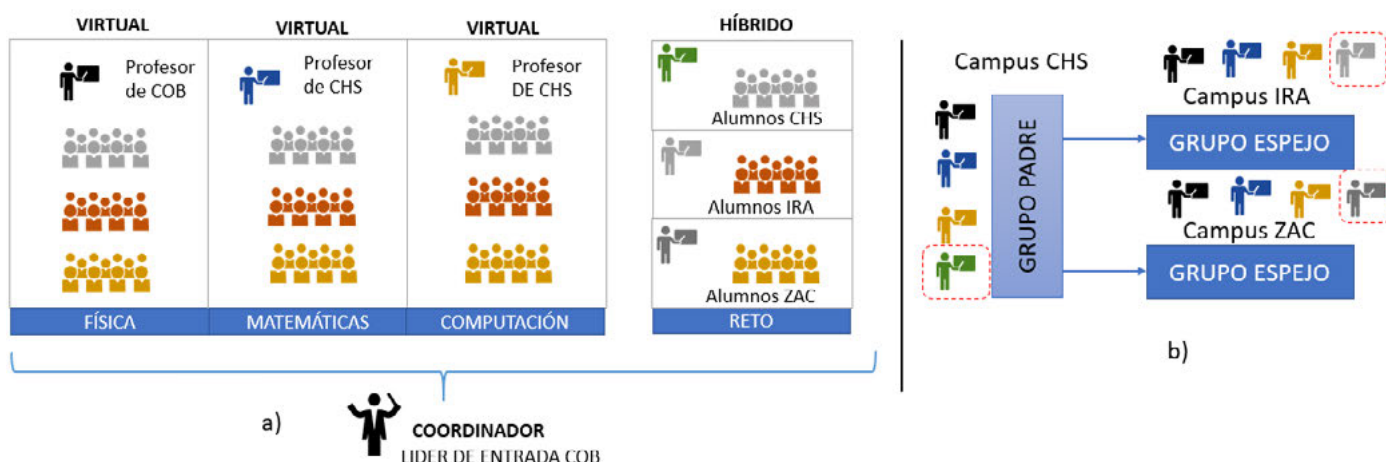 VIRTUAL
Profesor
de COB
FÍSICA
VIRTUAL
Profesor
de CHS
MATEMÁTICAS
VIRTUAL
Profesor
DE CHS
COMPUTACIÓN
HÍBRIDO
Alumnos CHS
Alumnos IRA
Alumnos ZAC
RETO
a)
COORDINADOR
LIDER DE ENTRADA COB
Campus CHS
GRUPO PADRE
Campus IRA
GRUPO ESPEJO
Campus ZAC
GRUPO ESPEJO
b)